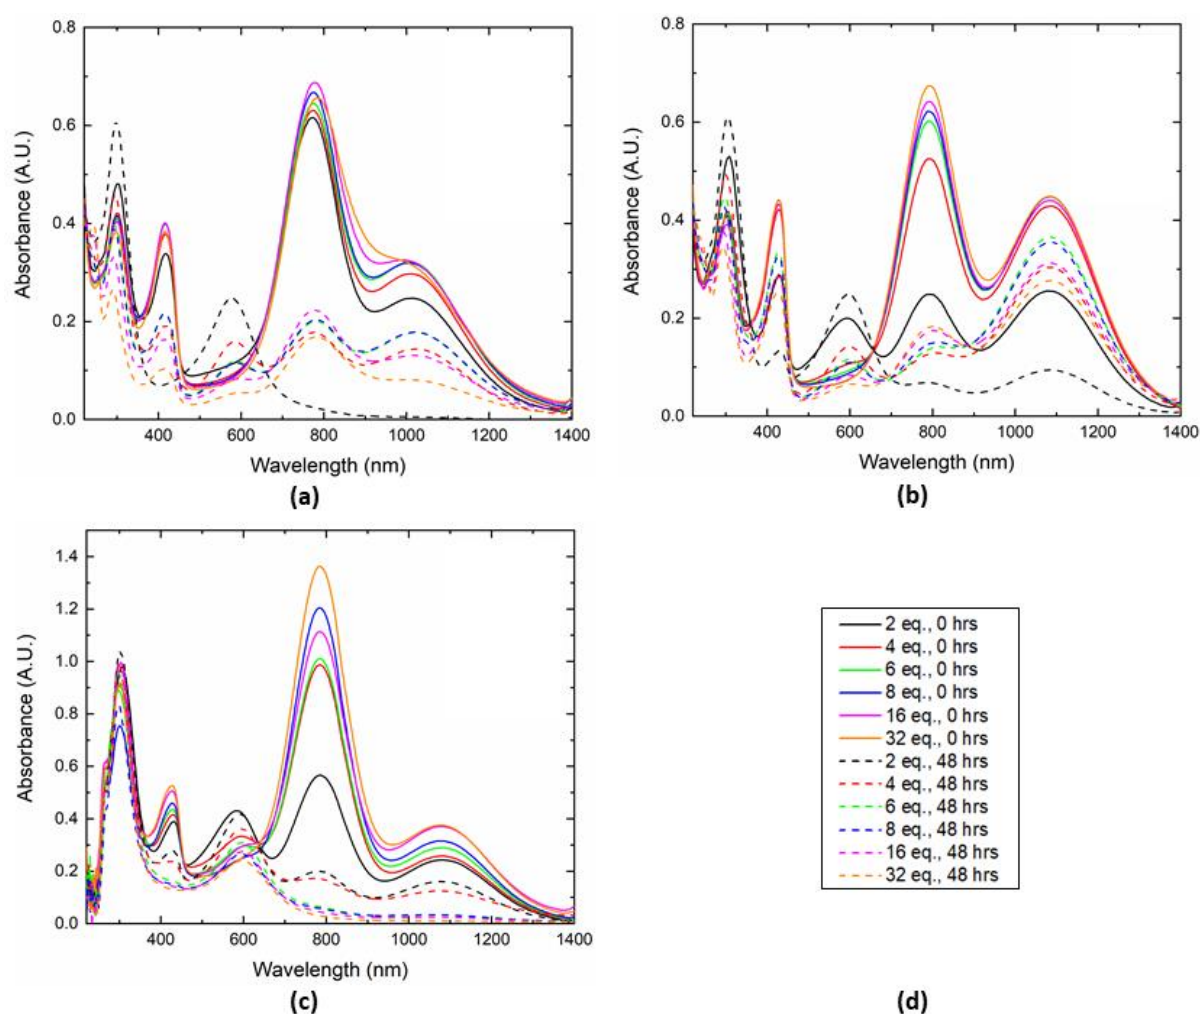 0.8
0.6
0.4
0.2
0.0
Absorbance (A.U.)
400 600 800 1000 1200 1400
Wavelength (nm)
(a)
0.8
0.6
0.4
0.2
0.0
Absorbance (A.U.)
400 600 800 1000 1200 1400
Wavelength (nm)
(b)
1.4
1.2
1.0
0.8
0.6
0.4
0.2
0.0
Absorbance (A.U.)
400 600 800 1000 1200 1400
Wavelength (nm)
(c)
2 eq., 0 hrs
4 eq., 0 hrs
6 eq., 0 hrs
8 eq., 0 hrs
16 eq., 0 hrs
32 eq., 0 hrs
2 eq., 48 hrs
4 eq., 48 hrs
6 eq., 48 hrs
8 eq., 48 hrs
16 eq., 48 hrs
32 eq., 48 hrs
(d)